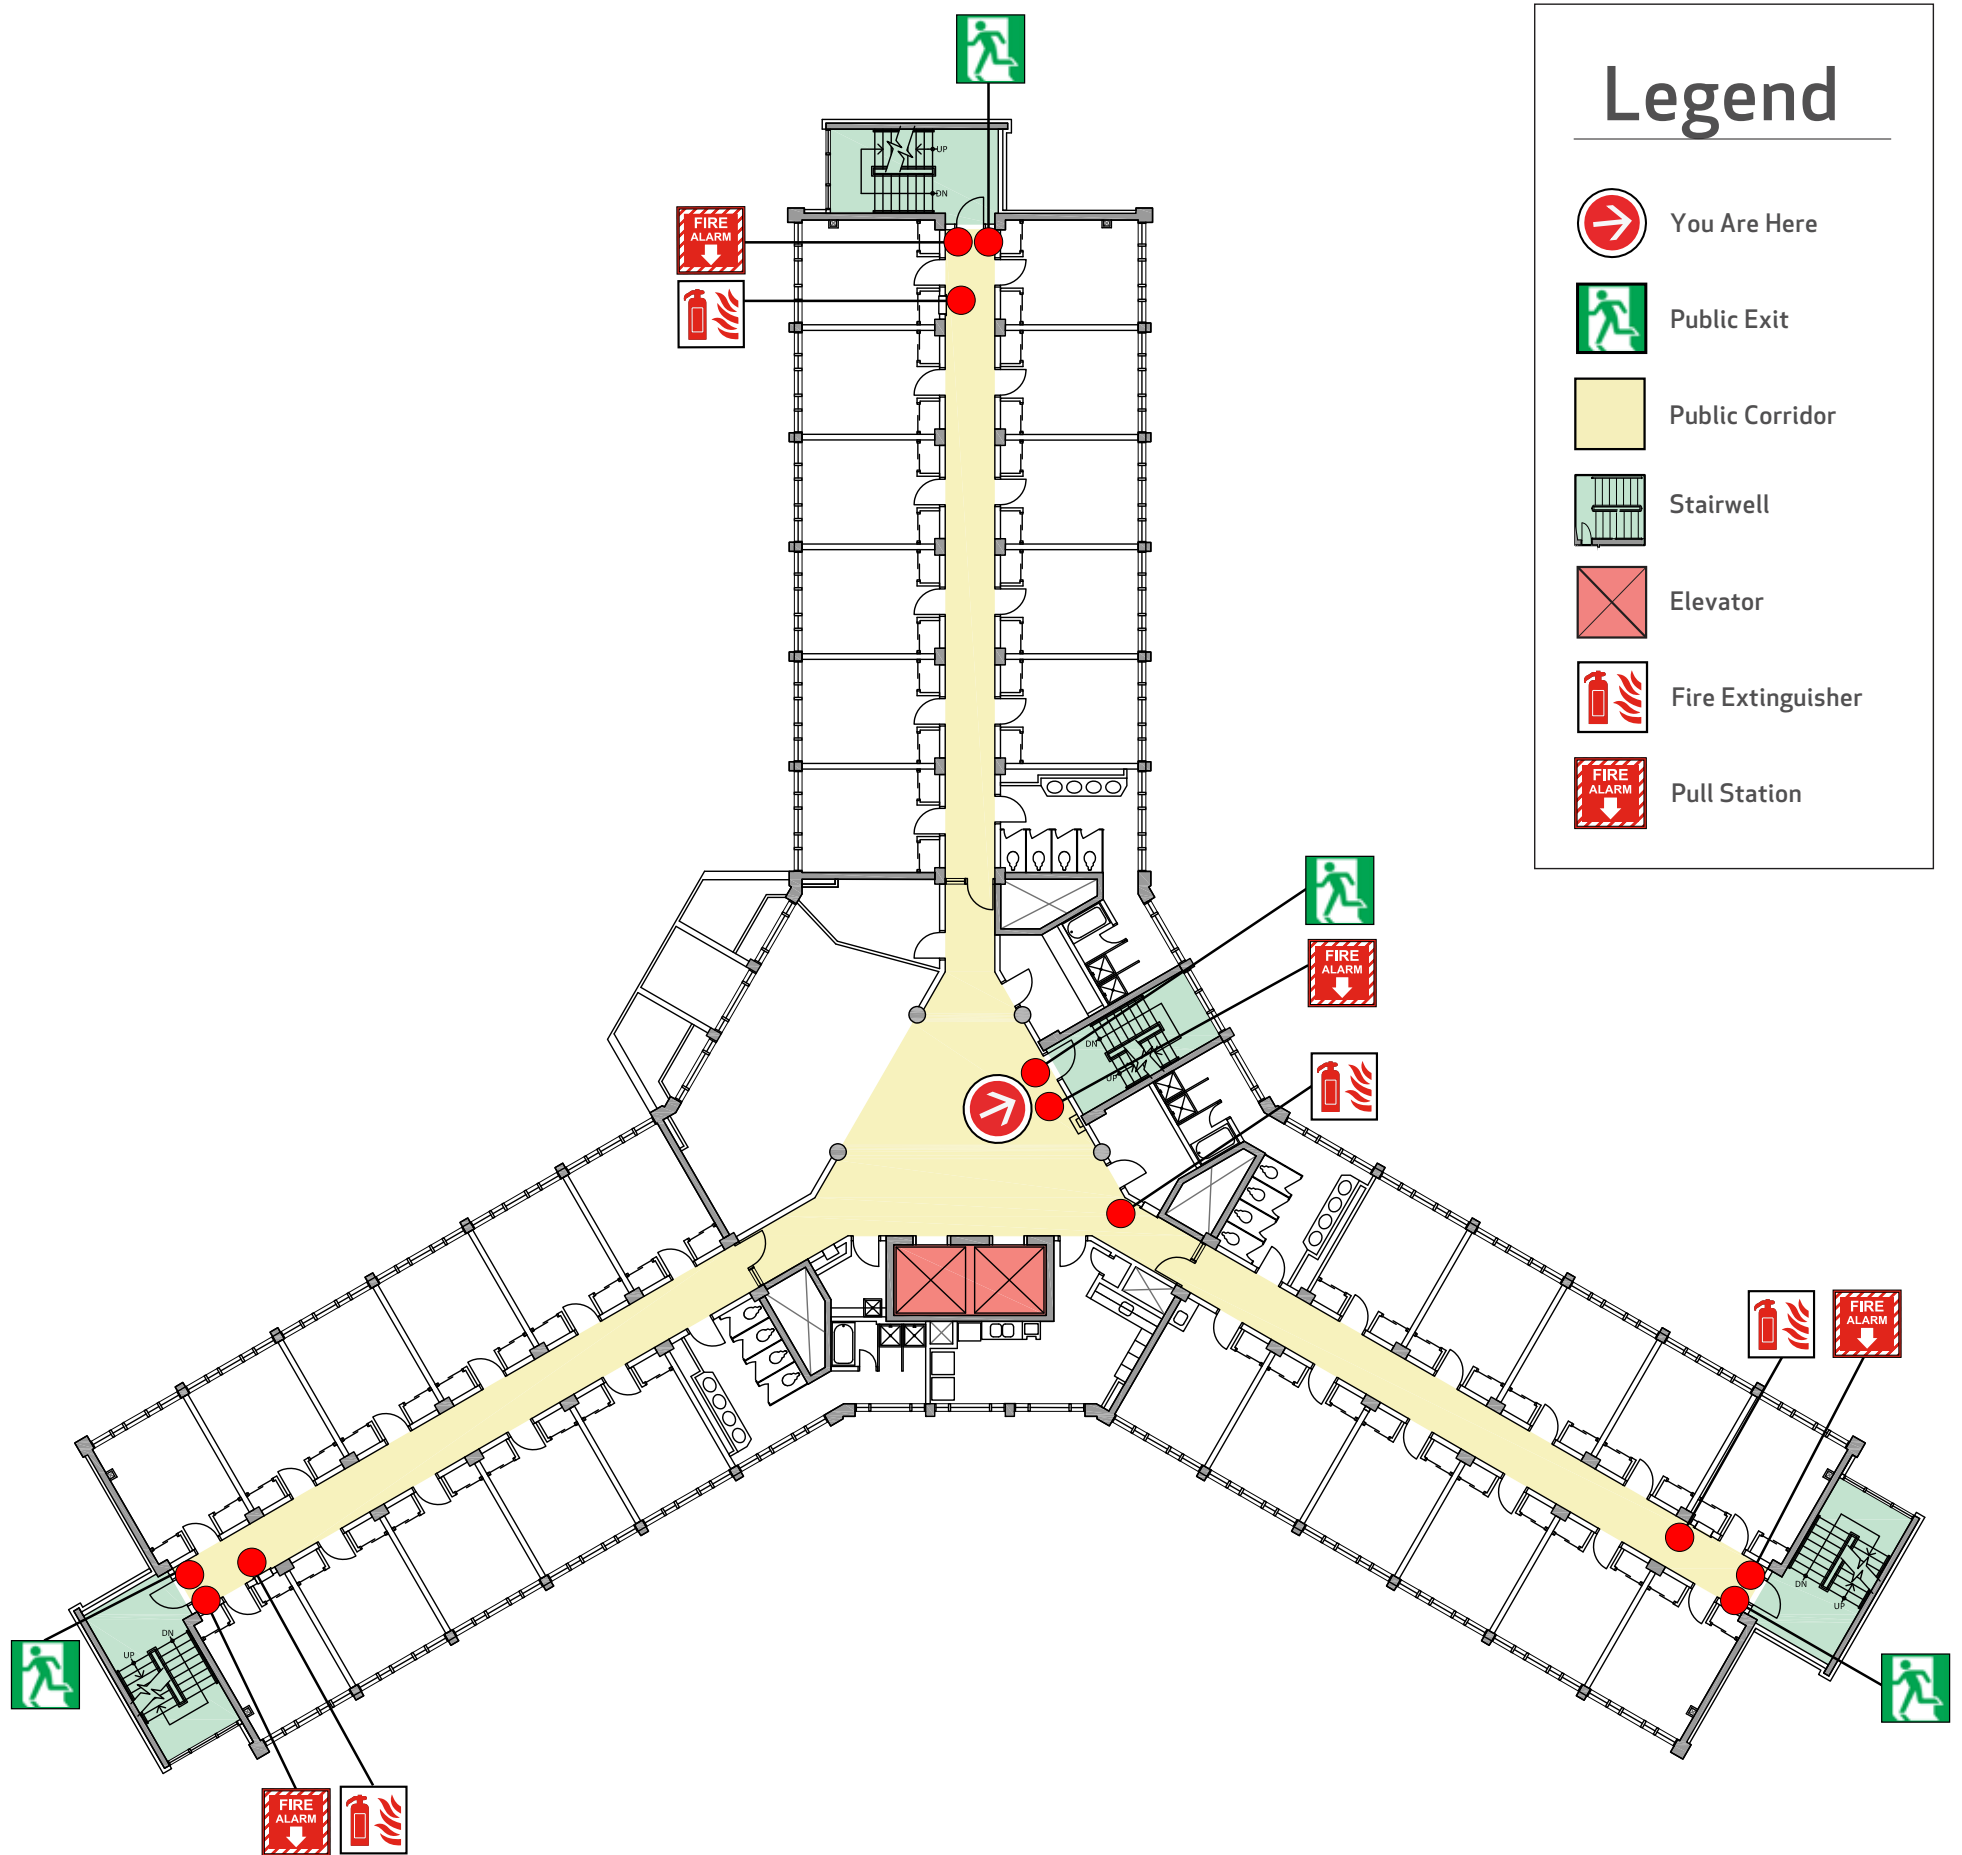 Legend
You Are Here
Public Exit
Public Corridor
Stairwell
Elevator
Fire Extinguisher
FIRE
ALARM
Pull Station
UP
DN
FIRE
ALARM
FIRE
ALARM
DN
UP
FIRE
ALARM
DN
UP
DN
UP
FIRE
ALARM